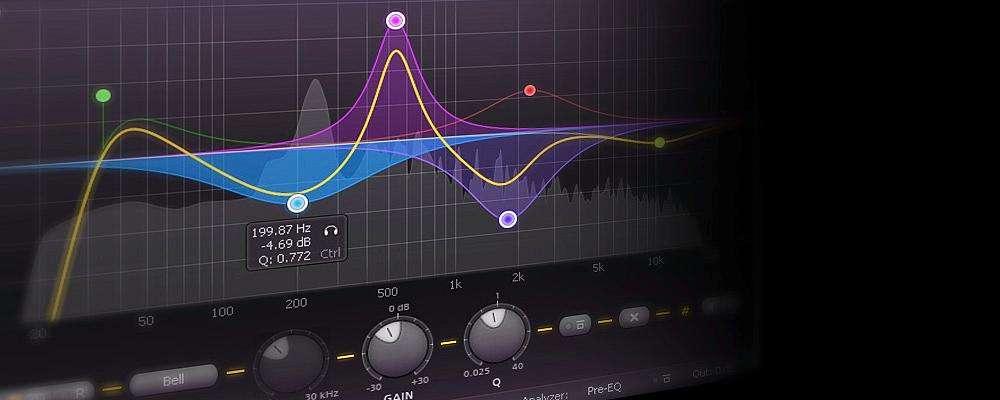 199.87 Hz
-4.69 dB
Q: 0.772 Ctrl
20 50 100 200 500 1k 2k 5k 10k
R
Bell
30 kHz
0 dB
-30 +30
GAIN
1
0.025 40
Q
#
Analyzer: Pre-EQ